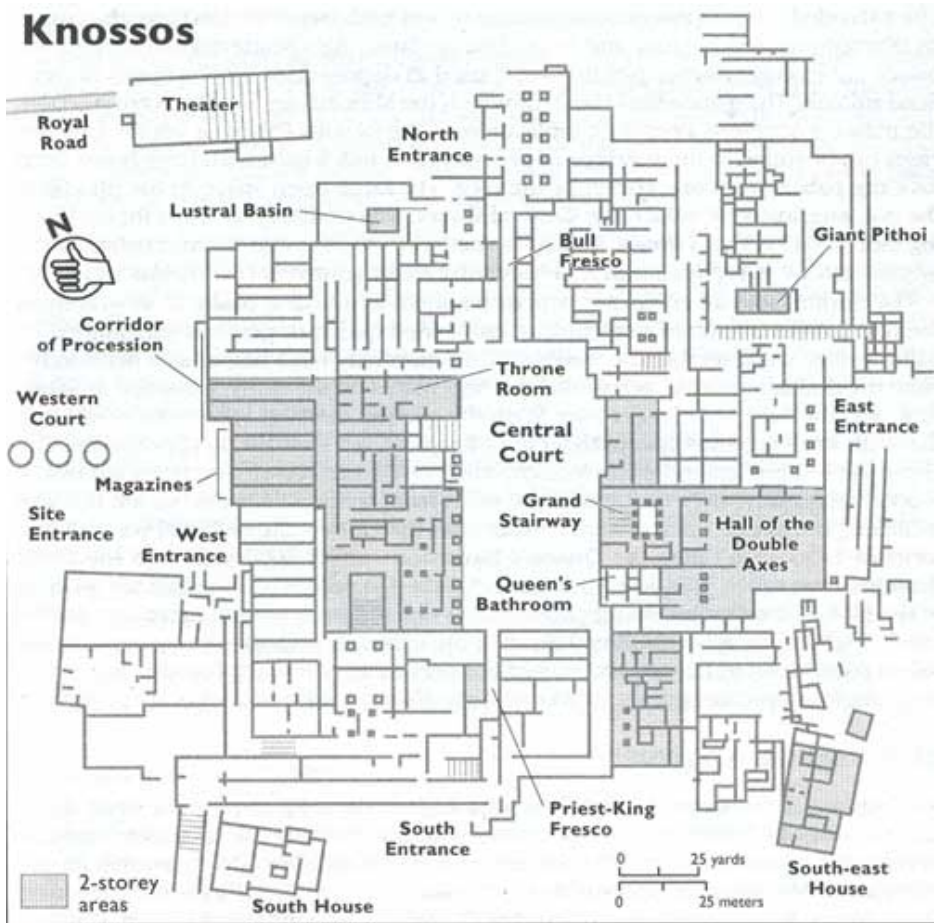 Knossos
Royal
Road
Theater
North
Entrance
Lustral Basin
N
Bull
Fresco
Giant Pithoi
Corridor
of Procession
Throne
Room
Western
Court
Central
Court
East
Entrance
Magazines
Grand
Stairway
Site
Entrance
West
Entrance
Hall of the
Double
Axes
Queen's
Bathroom
Priest-King
Fresco
South
Entrance
0 25 yards
0 25 meters
South-east
House
2-storey
areas
South House